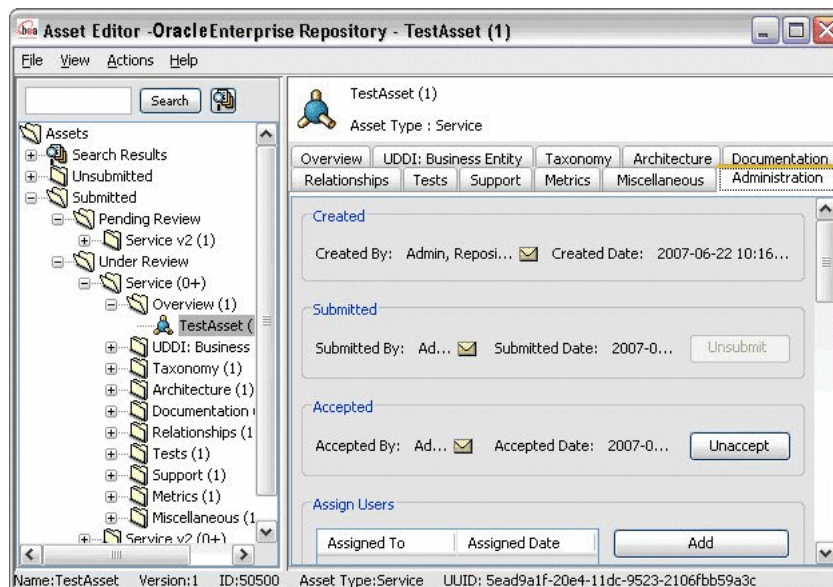 bea Asset Editor -Oracle Enterprise Repository - TestAsset (1)
File View Actions Help
Search
Assets
Search Results
Unsubmitted
Submitted
Pending Review
Service v2 (1)
Under Review
Service (0+)
Overview (1)
TestAsset (
UDDI: Business
Taxonomy (1)
Architecture (1)
Documentation (
Relationships (1
Tests (1)
Support (1)
Metrics (1)
Miscellaneous (1
Service v2 (0+)
TestAsset (1)
Asset Type : Service
Overview UDDI: Business Entity Taxonomy Architecture Documentation
Relationships Tests Support Metrics Miscellaneous Administration
Created
Created By: Admin, Reposi... Created Date: 2007-06-22 10:16...
Submitted
Submitted By: Ad... Submitted Date: 2007-0... Unsubmit
Accepted
Accepted By: Ad... Accepted Date: 2007-0... Unaccept
Assign Users
Assigned To Assigned Date Add
Name:TestAsset Version:1 ID:50500 Asset Type:Service UUID: 5ead9a1f-20e4-11dc-9523-2106fbb59a3c